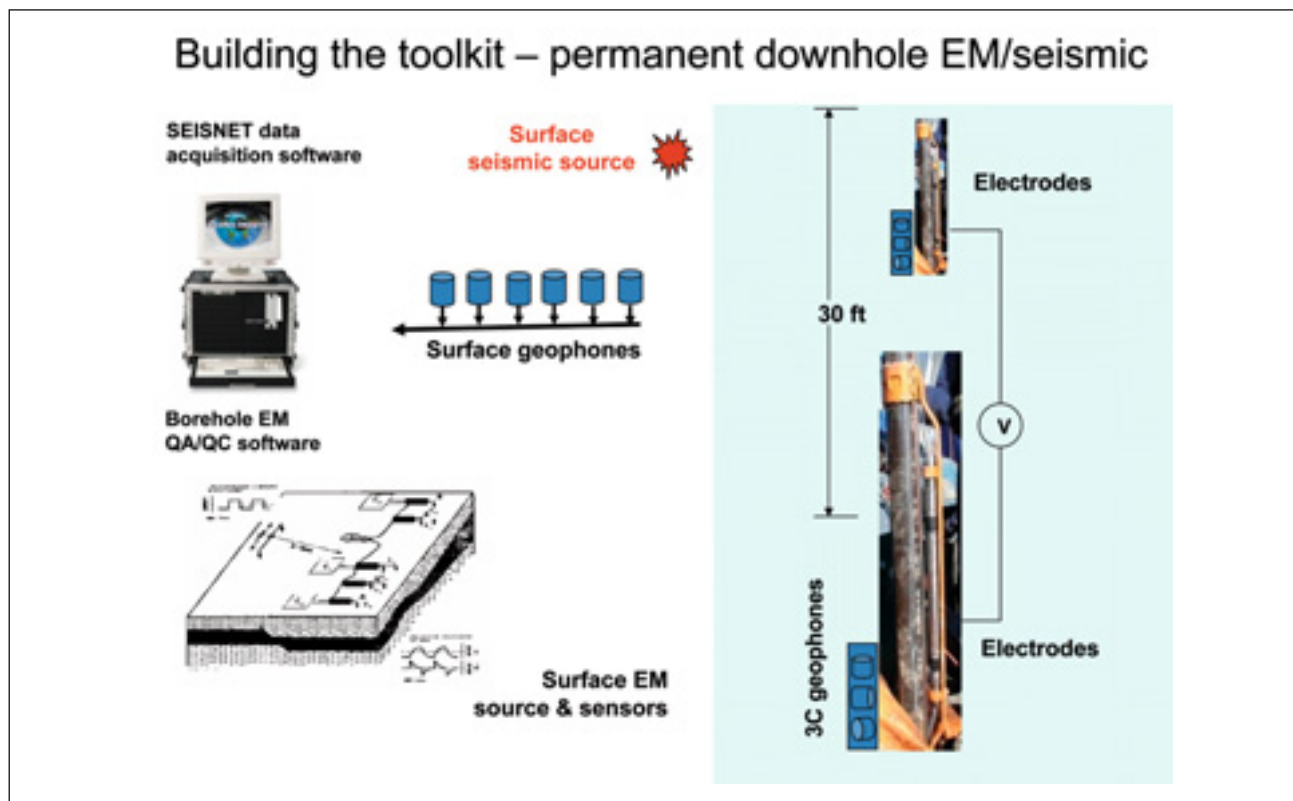 Building the toolkit – permanent downhole EM/seismic
SEISNET data
acquisition software
Surface
seismic source
Electrodes
30 ft
Surface geophones
Borehole EM
QA/QC software
V
3C geophones
Electrodes
Surface EM
source & sensors